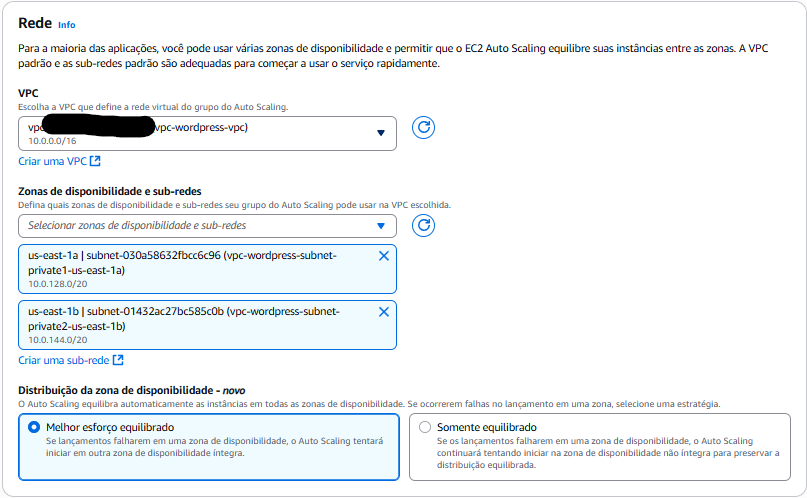 Rede Info
Para a maioria das aplicações, você pode usar várias zonas de disponibilidade e permitir que o EC2 Auto Scaling equilibre suas instâncias entre as zonas. A VPC
padrão e as sub-redes padrão são adequadas para começar a usar o serviço rapidamente.
VPC
Escolha a VPC que define a rede virtual do grupo do Auto Scaling.
vpc vpc-wordpress-vpc)
10.0.0.0/16
Criar uma VPC
Zonas de disponibilidade e sub-redes
Defina quais zonas de disponibilidade e sub-redes seu grupo do Auto Scaling pode usar na VPC escolhida.
Selecionar zonas de disponibilidade e sub-redes
us-east-1a | subnet-030a58632fbcc6c96 (vpc-wordpress-subnet-
private1-us-east-1a)
10.0.128.0/20
us-east-1b | subnet-01432ac27bc585c0b (vpc-wordpress-subnet-
private2-us-east-1b)
10.0.144.0/20
Criar uma sub-rede
Distribuição da zona de disponibilidade - novo
O Auto Scaling equilibra automaticamente as instâncias em todas as zonas de disponibilidade. Se ocorrerem falhas no lançamento em uma zona, selecione uma estratégia.
Melhor esforço equilibrado
Se lançamentos falharem em uma zona de disponibilidade, o Auto Scaling tentará
iniciar em outra zona de disponibilidade íntegra.
Somente equilibrado
Se os lançamentos falharem em uma zona de disponibilidade, o Auto Scaling
continuará tentando iniciar na zona de disponibilidade não íntegra para preservar a
distribuição equilibrada.